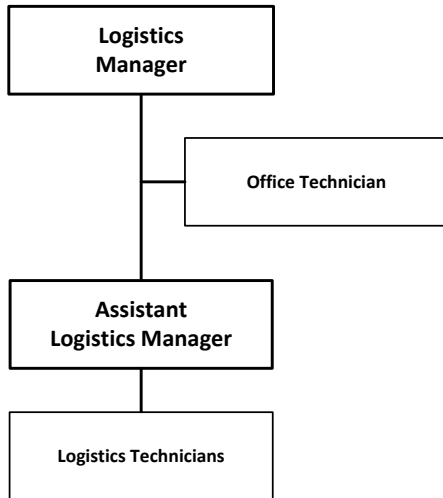 Logistics
Manager
Office Technician
Assistant
Logistics Manager
Logistics Technicians